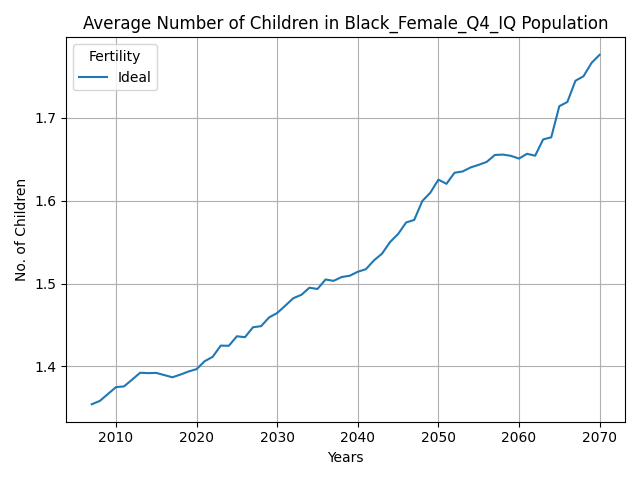 Average Number of Children in Black_Female_Q4_IQ Population
Fertility
Ideal
No. of Children
1.7
1.6
1.5
1.4
2010 2020 2030 2040 2050 2060 2070
Years